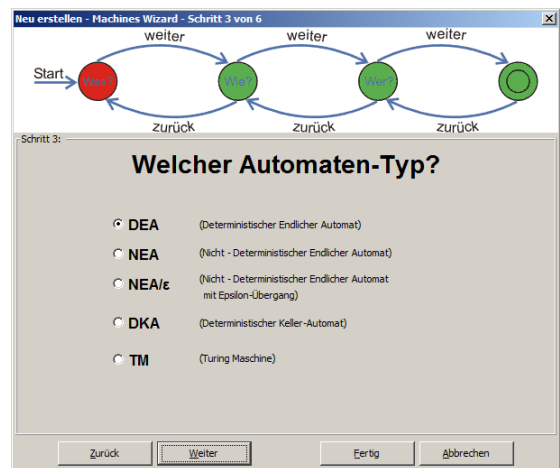 Neu erstellen - Machines Wizard - Schritt 3 von 6
weiter weiter weiter
Start Was? Wie? Wer?
zurück zurück zurück
Schritt 3:
Welcher Automaten-Typ?
DEA (Deterministischer Endlicher Automat)
NEA (Nicht - Deterministischer Endlicher Automat)
NEA/ε (Nicht - Deterministischer Endlicher Automat
mit Epsilon-Übergang)
DKA (Deterministischer Keller-Automat)
TM (Turing Maschine)
Zurück Weiter Fertig Abbrechen